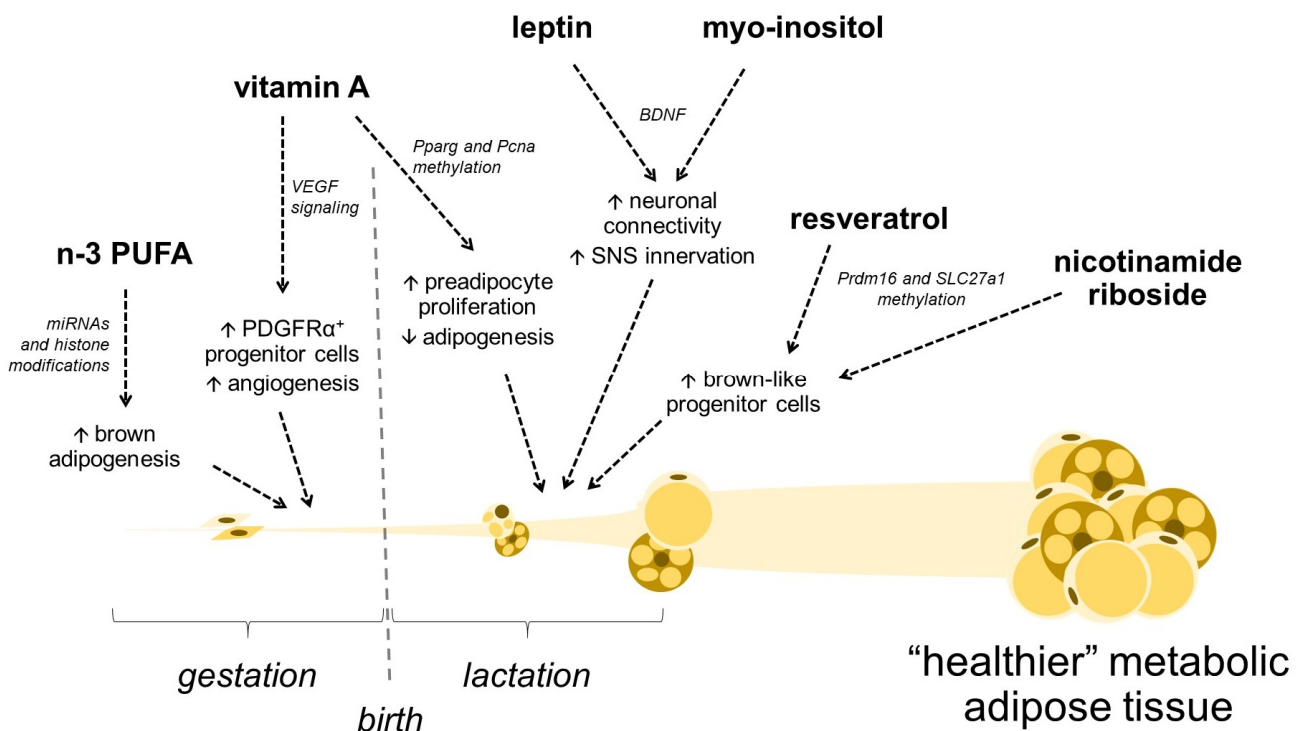 leptin
myo-inositol
vitamin A
BDNF
Pparg and Pcna
methylation
VEGF
signaling
n-3 PUFA
↑ neuronal
connectivity
↑ SNS innervation
resveratrol
nicotinamide
riboside
Prdm16 and SLC27a1
methylation
miRNAs
and histone
modifications
↑ PDGFRα⁺
progenitor cells
↑ angiogenesis
↑ preadipocyte
proliferation
↓ adipogenesis
↑ brown-like
progenitor cells
↑ brown
adipogenesis
gestation
birth
lactation
“healthier” metabolic
adipose tissue